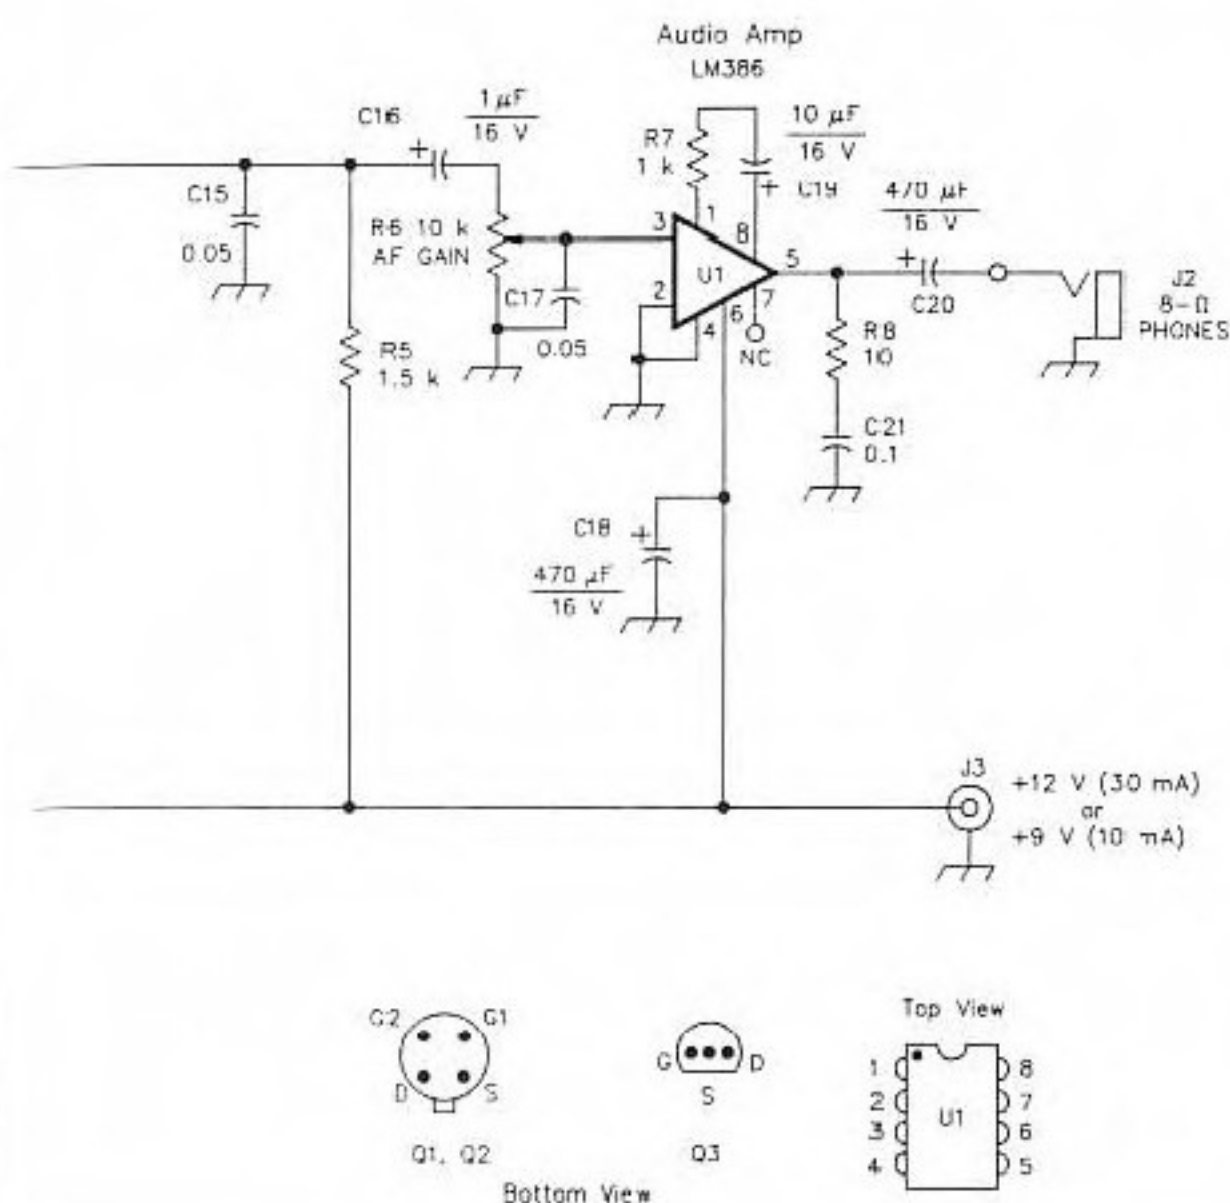 Audio Amp
LM386
C16
+
1 µF
16 V
R7
1 k
10 µF
16 V
+
C19
C15
0.05
R6 10 k
AF GAIN
C17
0.05
3
1
8
U1
2
4
6
7
5
NC
470 µF
16 V
+
C20
J2
8-Ω
PHONES
R5
1.5 k
R8
10
C21
0.1
C18
+
470 µF
16 V
J3
+12 V (30 mA)
or
+9 V (10 mA)
G2
G1
D
S
Q1, Q2
G
D
S
Q3
Bottom View
Top View
1
2
3
4
U1
8
7
6
5